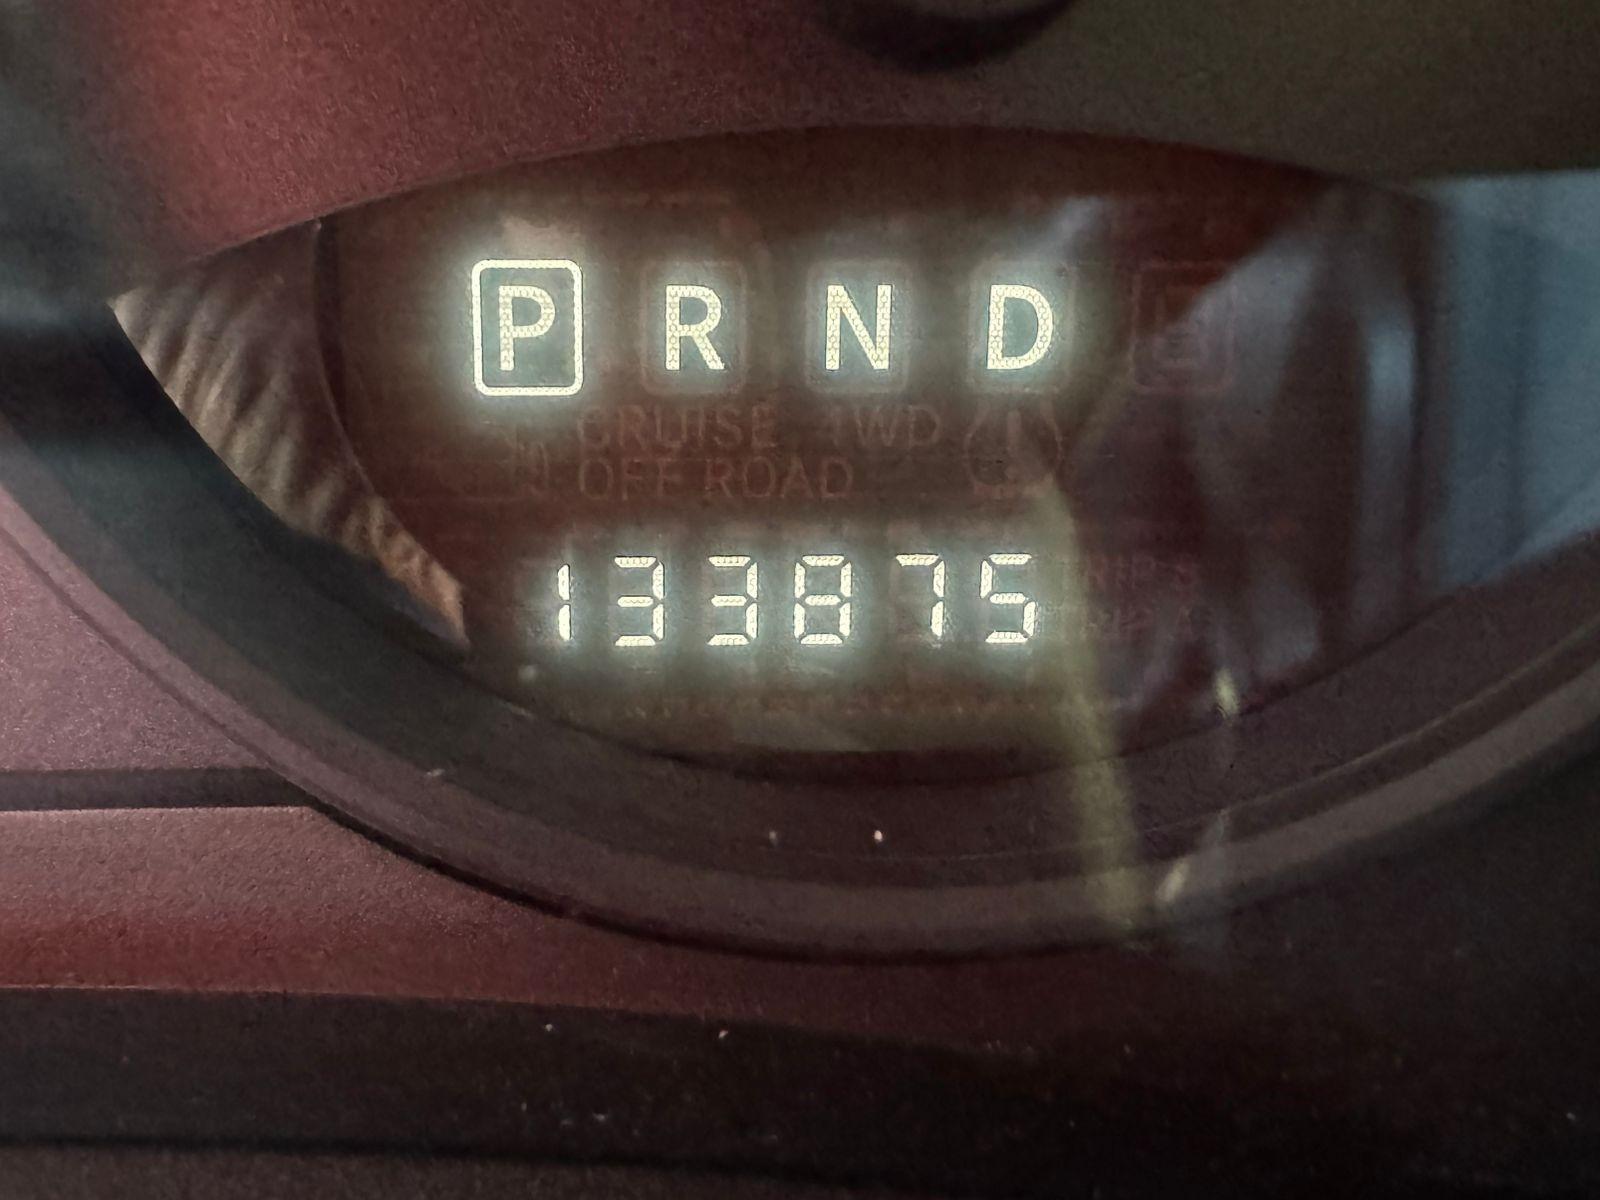 P R N D
CRUISE 4WD
OFF ROAD
133875